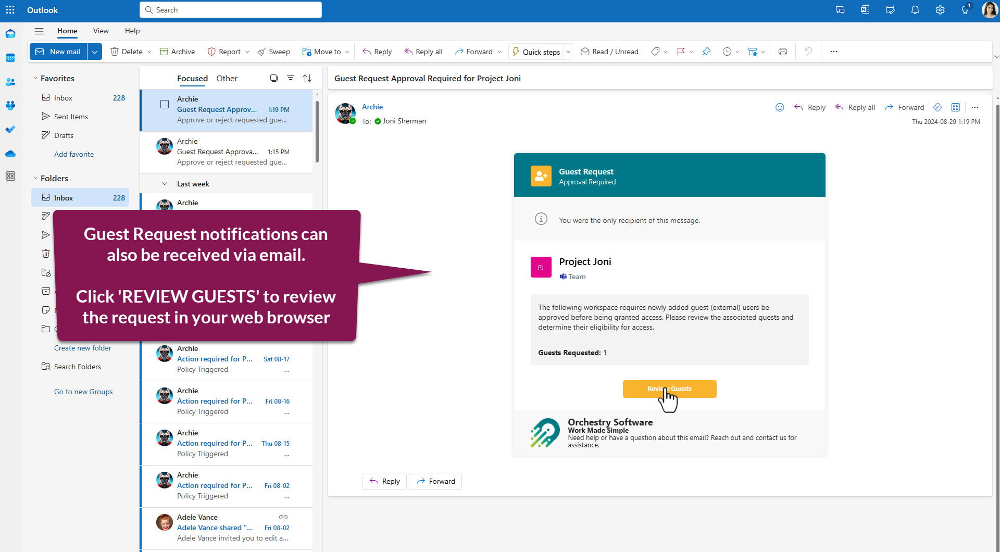 Outlook
Search
1
Home
View
Help
New mail
Delete
Archive
Report
Sweep
Move to
Reply
Reply all
Forward
Quick steps
Read / Unread
Favorites
Inbox 228
Sent Items
Drafts
Add favorite
Folders
Inbox 228
Create new folder
Search Folders
Go to new Groups
Focused
Other
Archie
Guest Request Approv... 1:19 PM
Approve or reject requested gue...
Archie
Guest Request Approva... 1:15 PM
Approve or reject requested gue...
Last week
Archie
Archie
Action required for P... Sat 08-17
Policy Triggered ...
Archie
Action required for P... Fri 08-16
Policy Triggered ...
Archie
Action required for P... Thu 08-15
Policy Triggered ...
Archie
Action required for P... Fri 08-02
Policy Triggered ...
Adele Vance
Adele Vance shared "... Fri 08-02
Adele Vance invited you to edit a...
Guest Request notifications can
also be received via email.
Click 'REVIEW GUESTS' to review
the request in your web browser
Guest Request Approval Required for Project Joni
Archie
To: Joni Sherman
Reply
Reply all
Forward
Thu 2024-08-29 1:19 PM
Guest Request
Approval Required
You were the only recipient of this message.
PJ
Project Joni
Team
The following workspace requires newly added guest (external) users be
approved before being granted access. Please review the associated guests and
determine their eligibility for access.
Guests Requested: 1
Review Guests
Orchestry Software
Work Made Simple
Need help or have a question about this email? Reach out and contact us for
assistance.
Reply
Forward